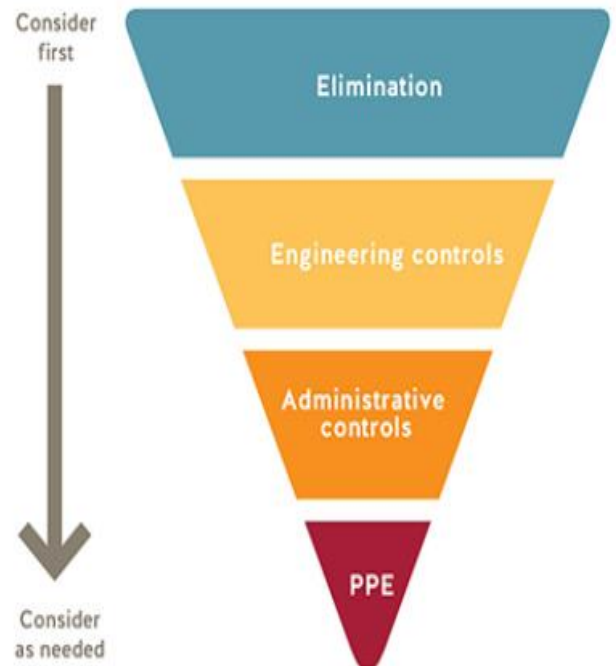 Consider
first
Elimination
Engineering controls
Administrative
controls
PPE
Consider
as needed